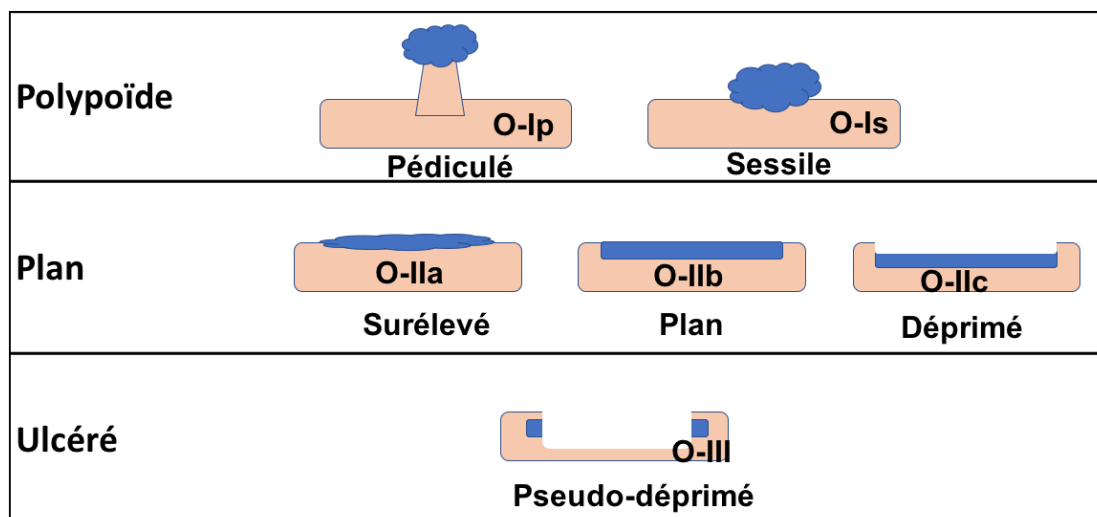 Polypoïde
O-Ip
O-Is
Pédiculé
Sessile
Plan
O-IIa
O-IIb
O-IIc
Surélevé
Plan
Déprimé
Ulcéré
O-III
Pseudo-déprimé